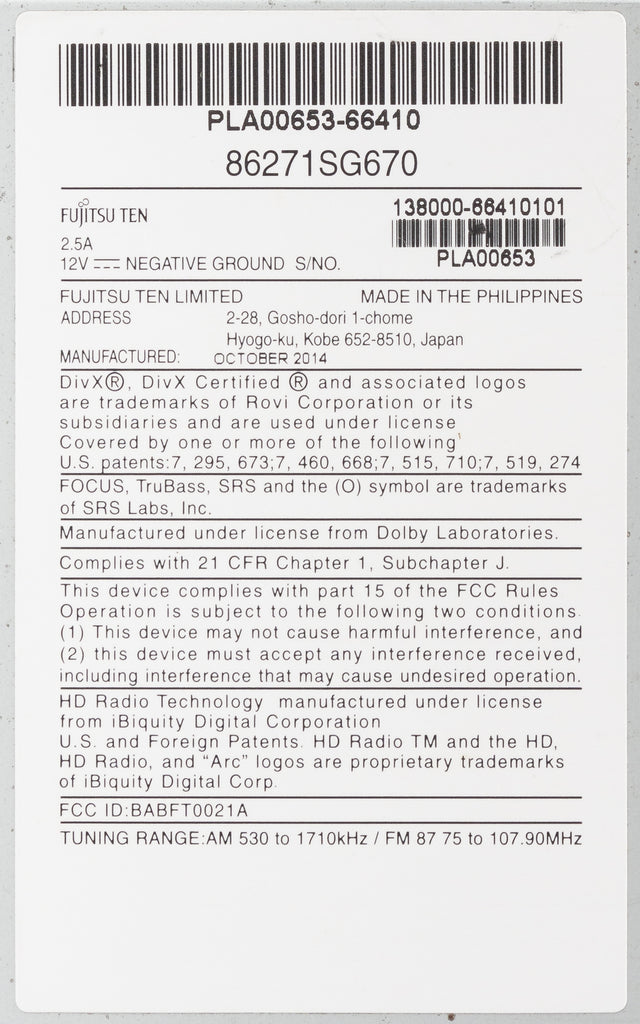 PLA00653-66410
86271SG670
FUJITSU TEN
138000-66410101
2.5A
12V NEGATIVE GROUND S/NO.
PLA00653
FUJITSU TEN LIMITED MADE IN THE PHILIPPINES
ADDRESS 2-28, Gosho-dori 1-chome
Hyogo-ku, Kobe 652-8510, Japan
MANUFACTURED: OCTOBER 2014
DivX®, DivX Certified ® and associated logos
are trademarks of Rovi Corporation or its
subsidiaries and are used under license
Covered by one or more of the following
U.S. patents:7, 295, 673;7, 460, 668;7, 515, 710;7, 519, 274
FOCUS, TruBass, SRS and the (O) symbol are trademarks
of SRS Labs, Inc.
Manufactured under license from Dolby Laboratories.
Complies with 21 CFR Chapter 1, Subchapter J.
This device complies with part 15 of the FCC Rules
Operation is subject to the following two conditions.
(1) This device may not cause harmful interference, and
(2) this device must accept any interference received,
including interference that may cause undesired operation.
HD Radio Technology manufactured under license
from iBiquity Digital Corporation
U.S. and Foreign Patents. HD Radio TM and the HD,
HD Radio, and “Arc” logos are proprietary trademarks
of iBiquity Digital Corp.
FCC ID:BABFT0021A
TUNING RANGE:AM 530 to 1710kHz / FM 87 75 to 107.90MHz